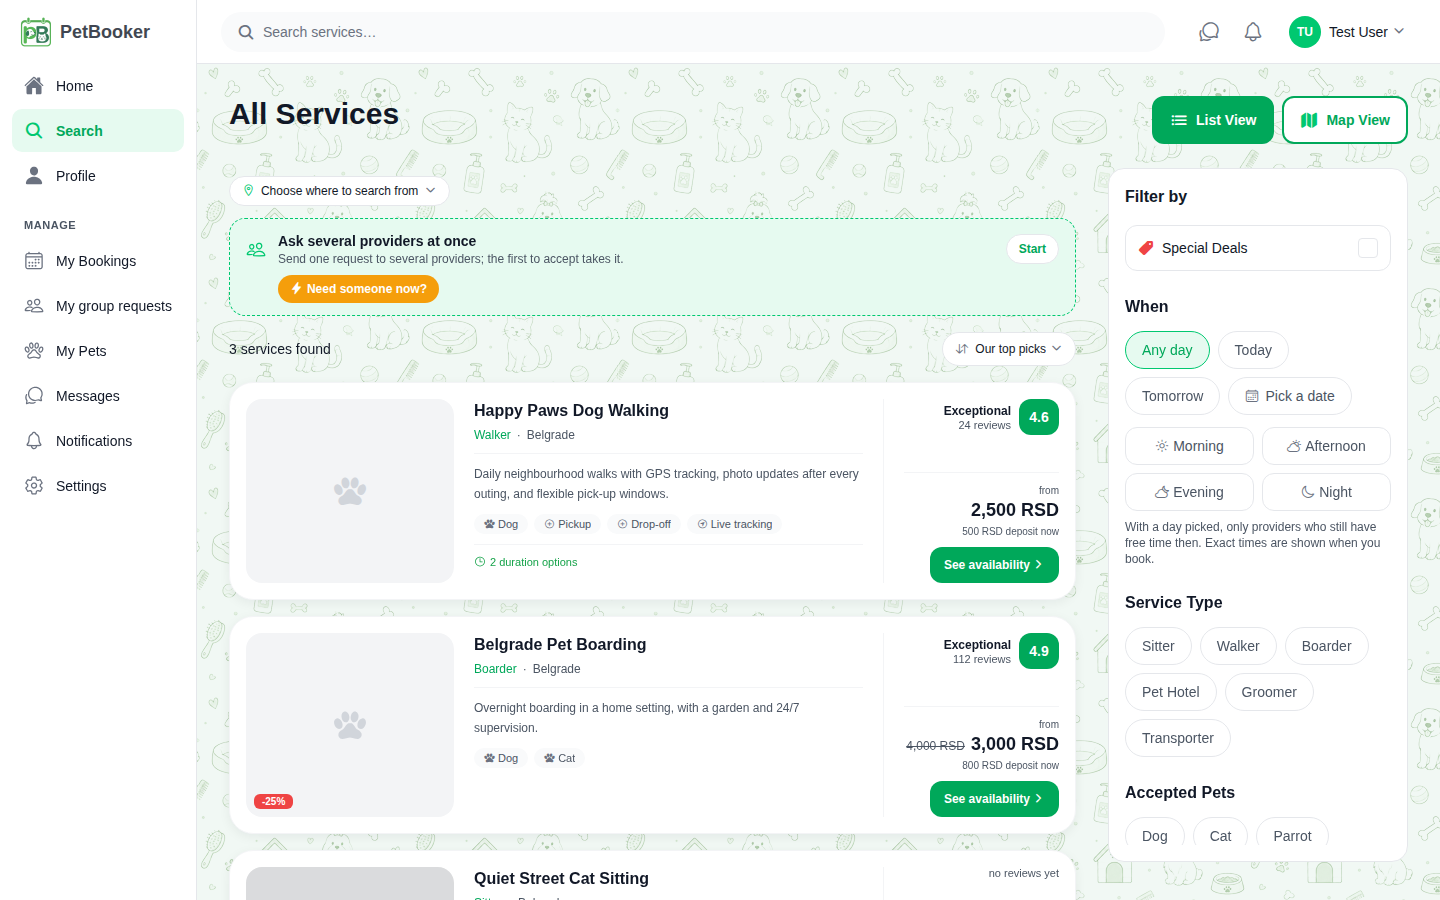 PetBooker
Search services…
TU
Test User
Home
Search
Profile
MANAGE
My Bookings
My group requests
My Pets
Messages
Notifications
Settings
All Services
List View
Map View
Choose where to search from
Ask several providers at once
Send one request to several providers; the first to accept takes it.
Start
Need someone now?
3 services found
Our top picks
Happy Paws Dog Walking
Walker · Belgrade
Daily neighbourhood walks with GPS tracking, photo updates after every
outing, and flexible pick-up windows.
Dog
Pickup
Drop-off
Live tracking
2 duration options
Exceptional
24 reviews
4.6
from
2,500 RSD
500 RSD deposit now
See availability
Belgrade Pet Boarding
Boarder · Belgrade
Overnight boarding in a home setting, with a garden and 24/7
supervision.
Dog
Cat
-25%
Exceptional
112 reviews
4.9
from
4,000 RSD 3,000 RSD
800 RSD deposit now
See availability
Quiet Street Cat Sitting
no reviews yet
Filter by
Special Deals
When
Any day
Today
Tomorrow
Pick a date
Morning
Afternoon
Evening
Night
With a day picked, only providers who still have
free time then. Exact times are shown when you
book.
Service Type
Sitter
Walker
Boarder
Pet Hotel
Groomer
Transporter
Accepted Pets
Dog
Cat
Parrot